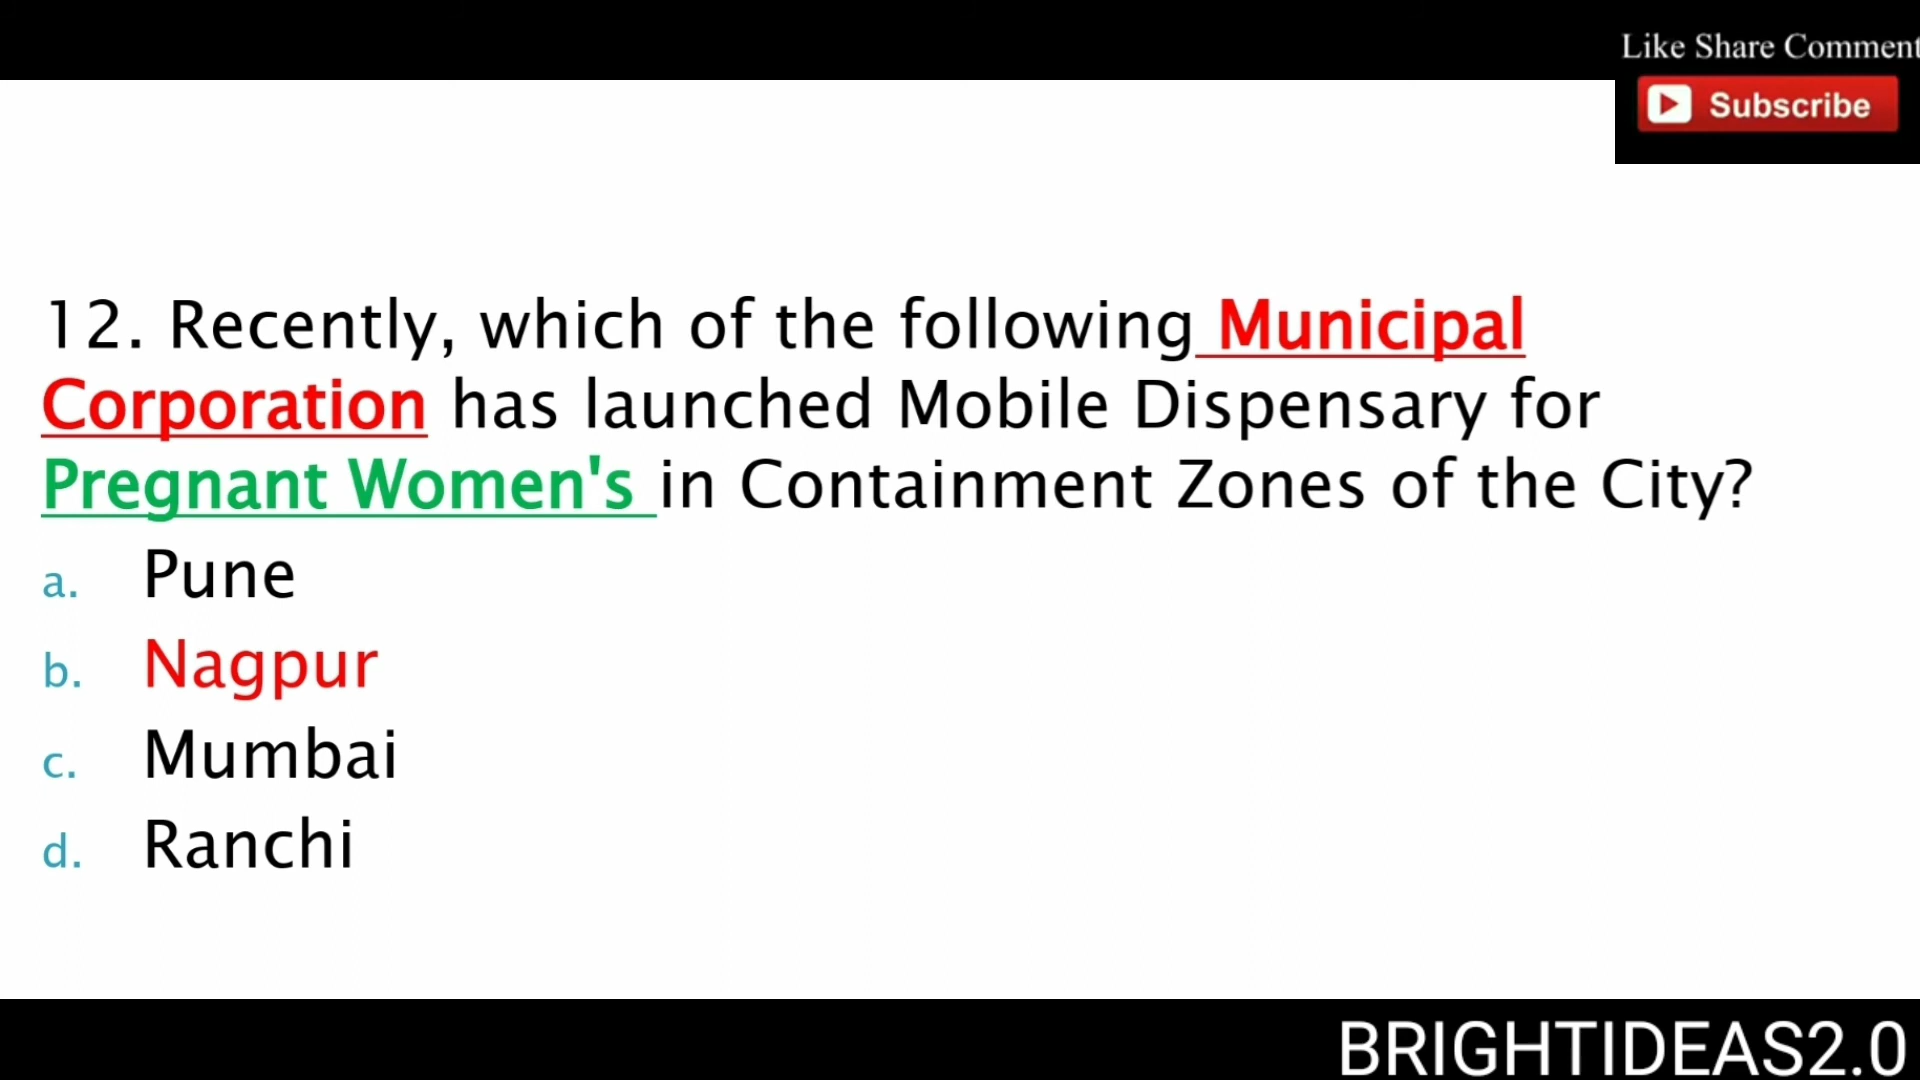 Like Share Comment
Subscribe
12. Recently, which of the following Municipal
Corporation has launched Mobile Dispensary for
Pregnant Women's in Containment Zones of the City?
a. Pune
b. Nagpur
c. Mumbai
d. Ranchi
BRIGHTIDEAS2.0